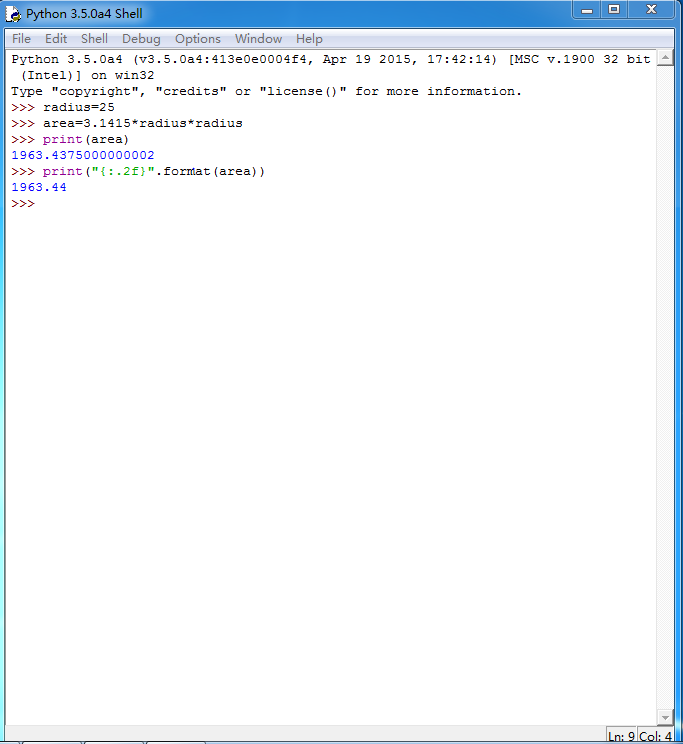 Python 3.5.0a4 Shell
File Edit Shell Debug Options Window Help
Python 3.5.0a4 (v3.5.0a4:413e0e0004f4, Apr 19 2015, 17:42:14) [MSC v.1900 32 bit
(Intel)] on win32
Type "copyright", "credits" or "license()" for more information.
>>> radius=25
>>> area=3.1415*radius*radius
>>> print(area)
1963.4375000000002
>>> print("{:.2f}".format(area))
1963.44
>>>
Ln: 9 Col: 4